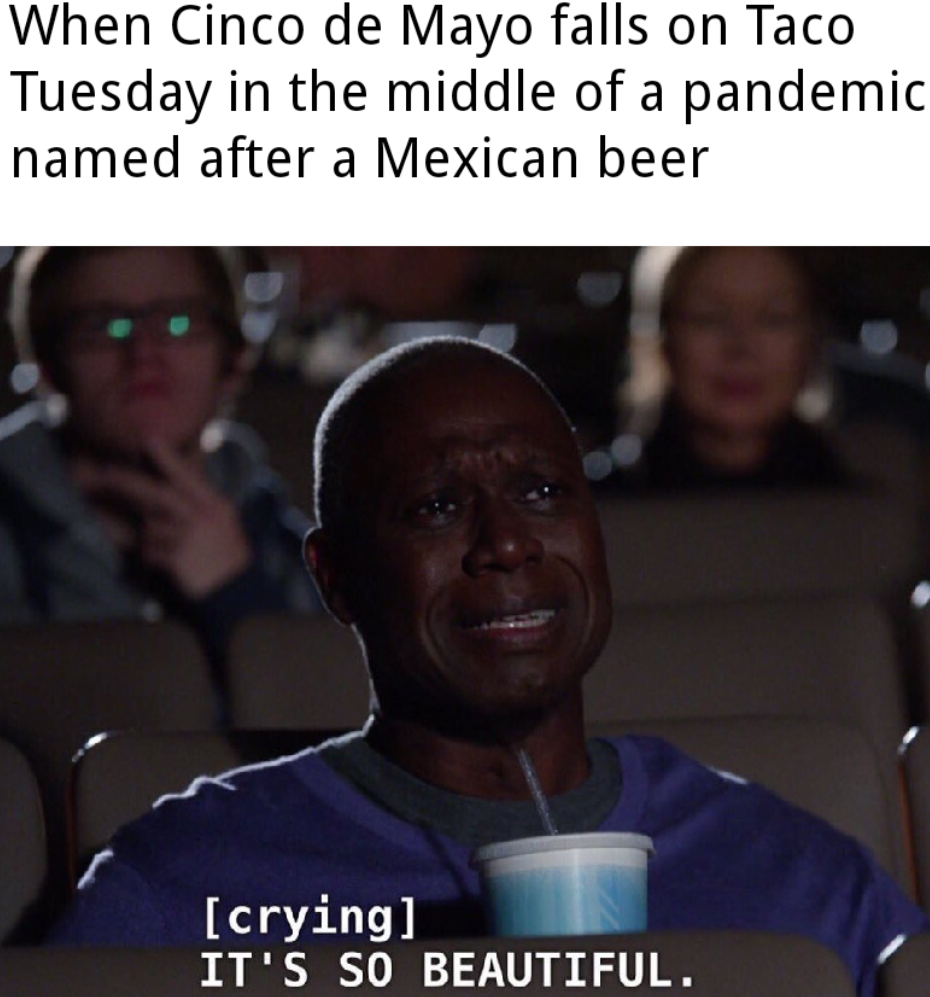 When Cinco de Mayo falls on Taco
Tuesday in the middle of a pandemic
named after a Mexican beer
[crying]
IT'S SO BEAUTIFUL.